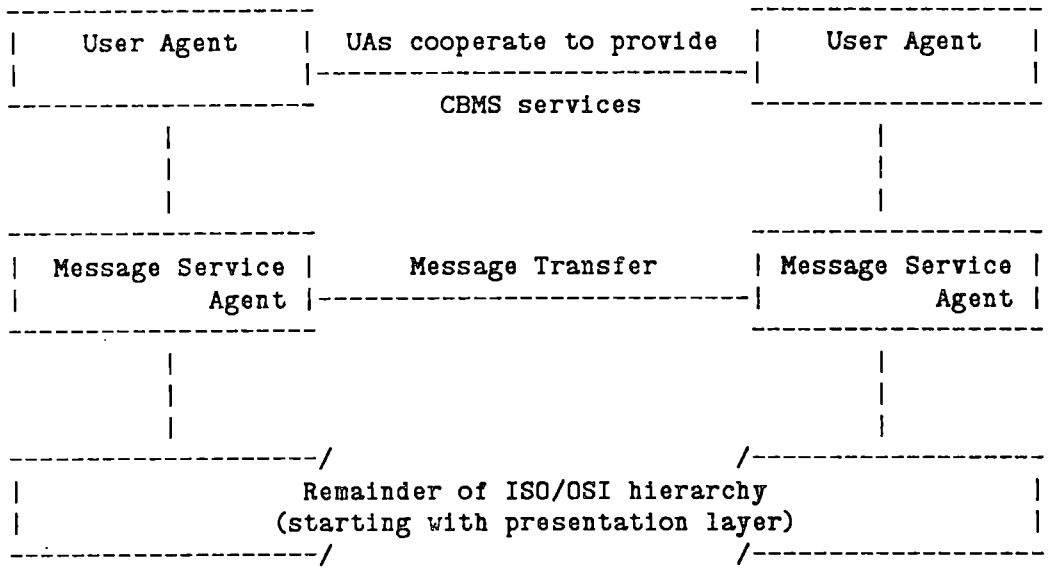 User Agent UAs cooperate to provide User Agent
CBMS services
Message Service Message Transfer Message Service
Agent Agent
Remainder of ISO/OSI hierarchy
(starting with presentation layer)